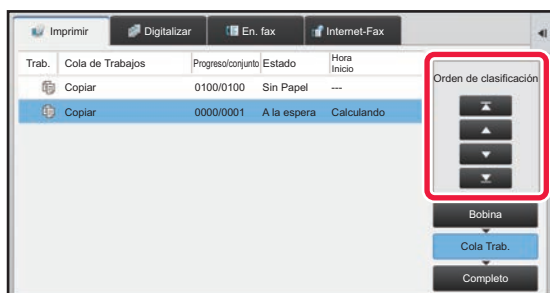 Imprimir Digitalizar En. fax Internet-Fax
Trab. Cola de Trabajos Progreso/conjunto Estado Hora Inicio
Copiar 0100/0100 Sin Papel ---
Copiar 0000/0001 A la espera Calculando
Orden de clasificación
Bobina
Cola Trab.
Completo